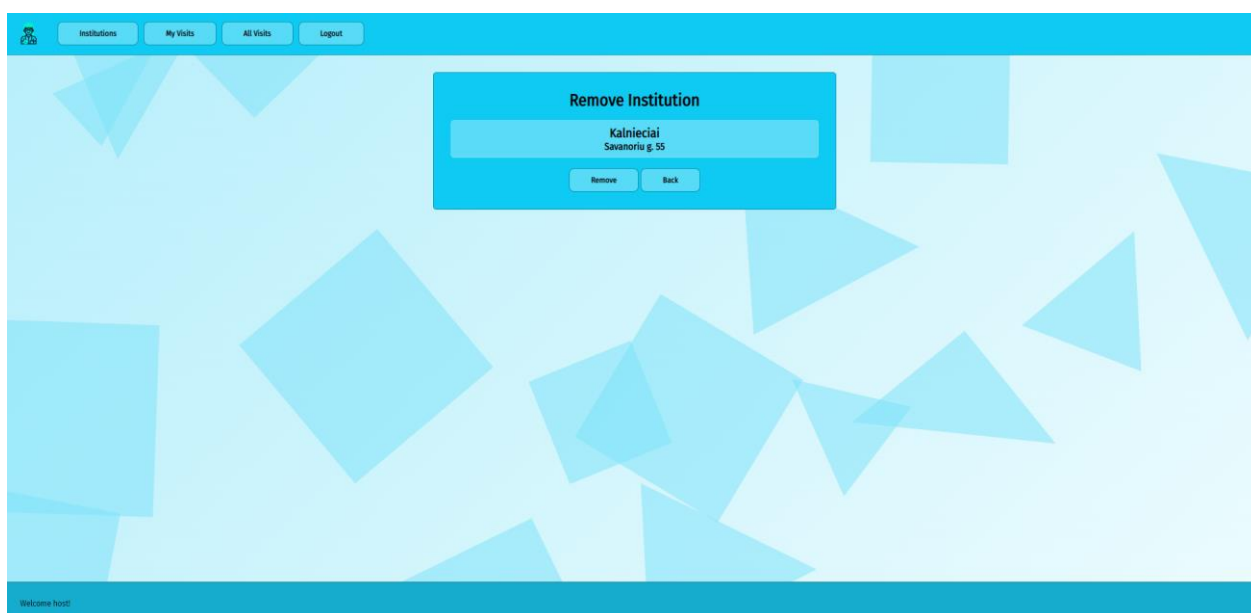 Institutions
My Visits
All Visits
Logout
Remove Institution
Kalnieciai
Savanoriu g. 55
Remove
Back
Welcome host!